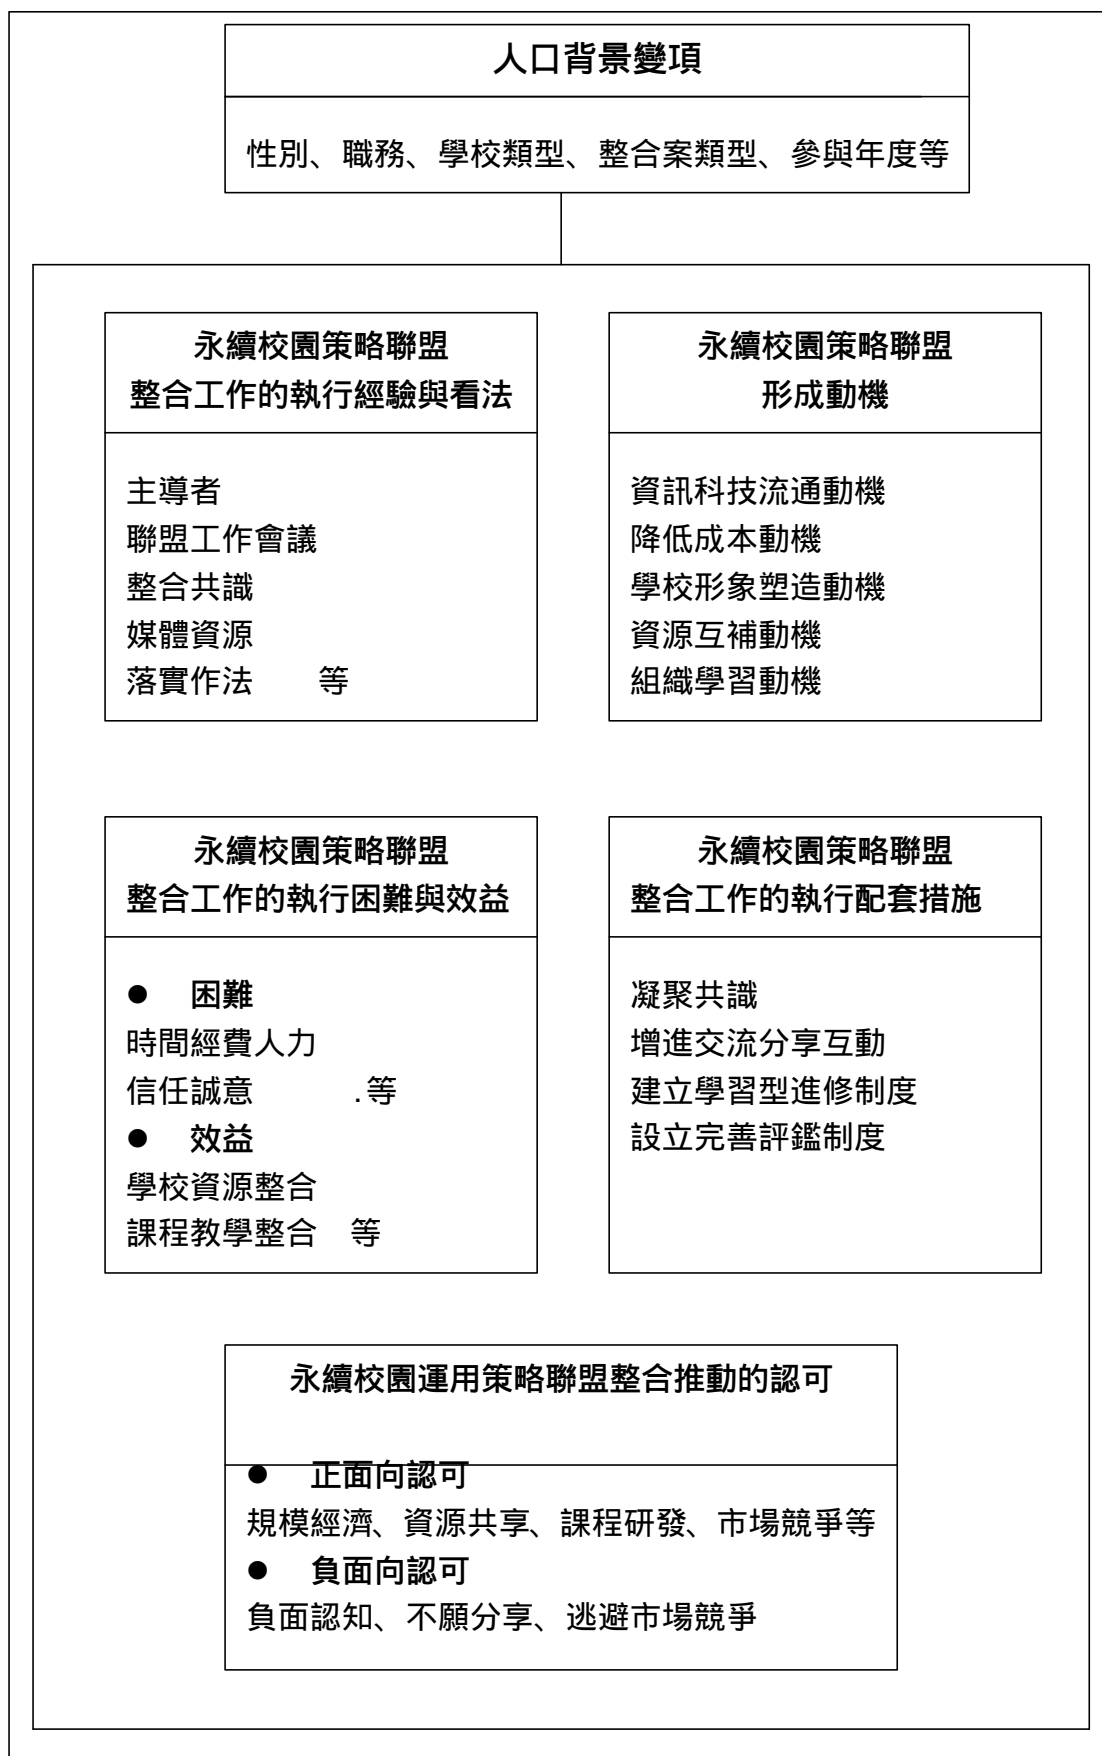 人口背景變項
性別、職務、學校類型、整合案類型、參與年度等
永續校園策略聯盟
整合工作的執行經驗與看法
主導者
聯盟工作會議
整合共識
媒體資源
落實作法 等
永續校園策略聯盟
形成動機
資訊科技流通動機
降低成本動機
學校形象塑造動機
資源互補動機
組織學習動機
永續校園策略聯盟
整合工作的執行困難與效益
● 困難
時間經費人力
信任誠意 .等
● 效益
學校資源整合
課程教學整合 等
永續校園策略聯盟
整合工作的執行配套措施
凝聚共識
增進交流分享互動
建立學習型進修制度
設立完善評鑑制度
永續校園運用策略聯盟整合推動的認可
● 正面向認可
規模經濟、資源共享、課程研發、市場競爭等
● 負面向認可
負面認知、不願分享、逃避市場競爭